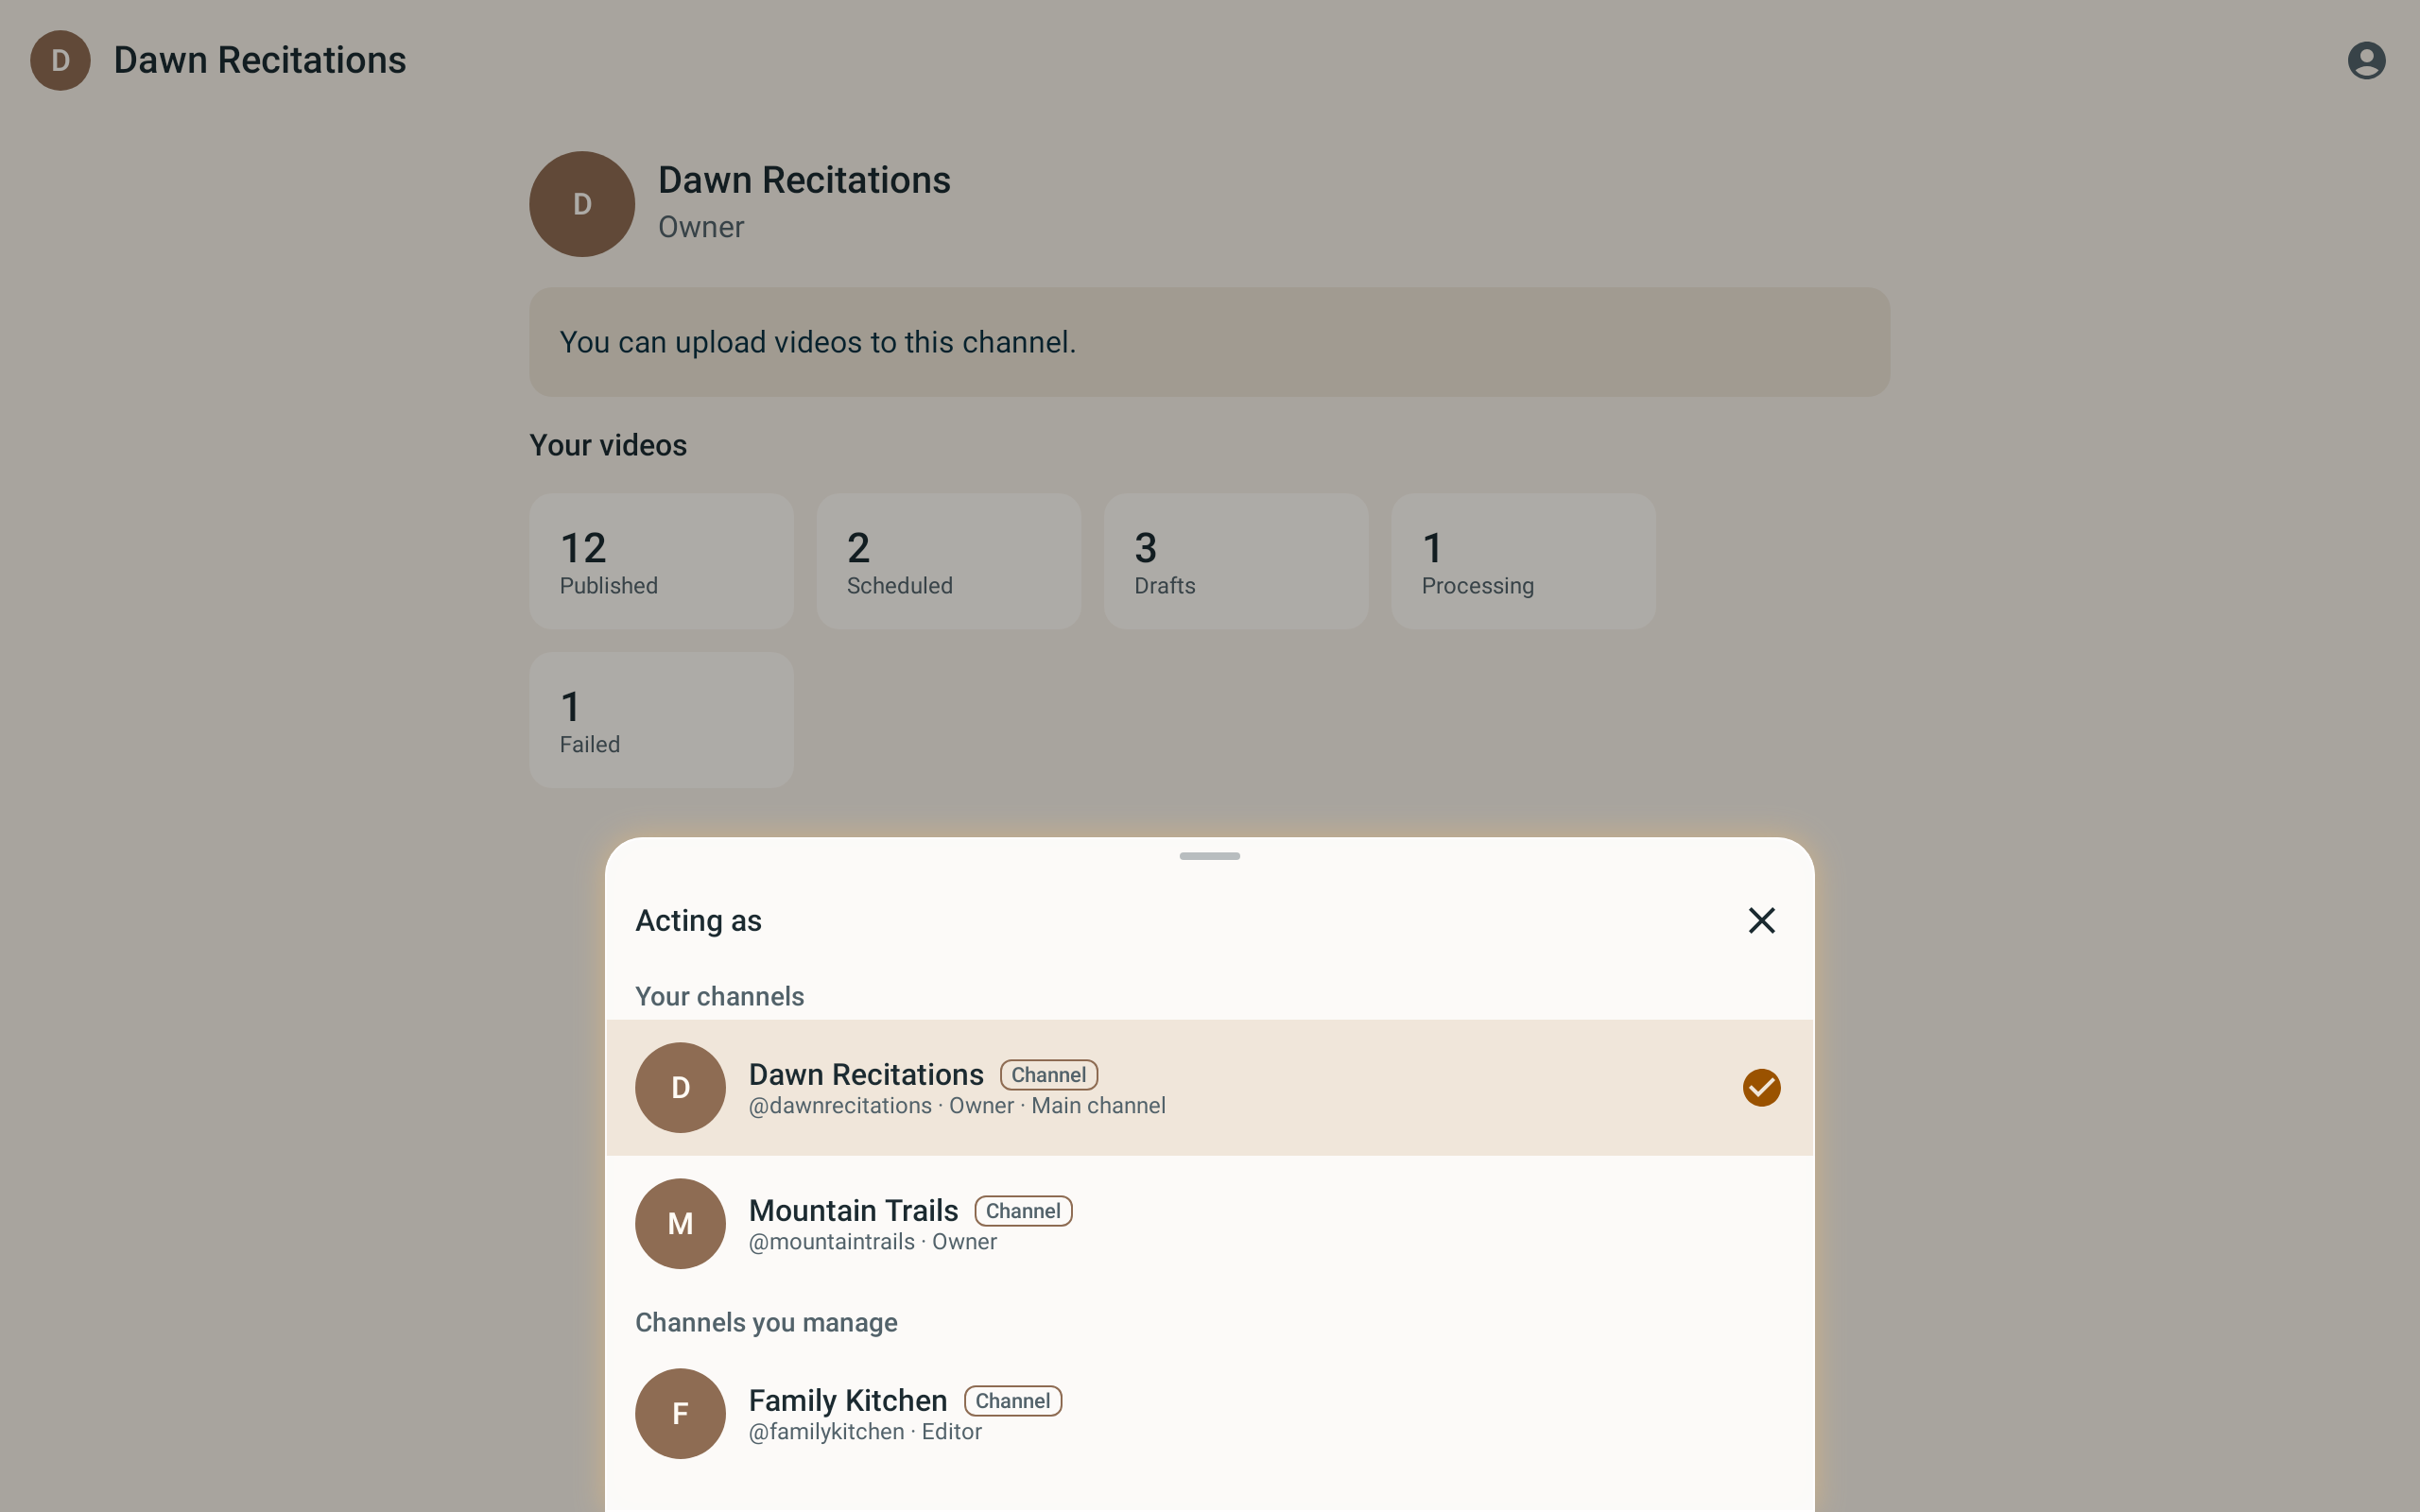 D Dawn Recitations
D
Dawn Recitations
Owner
You can upload videos to this channel.
Your videos
12
Published
2
Scheduled
3
Drafts
1
Processing
1
Failed
Acting as
Your channels
D
Dawn Recitations Channel
@dawnrecitations · Owner · Main channel
M
Mountain Trails Channel
@mountaintrails · Owner
Channels you manage
F
Family Kitchen Channel
@familykitchen · Editor